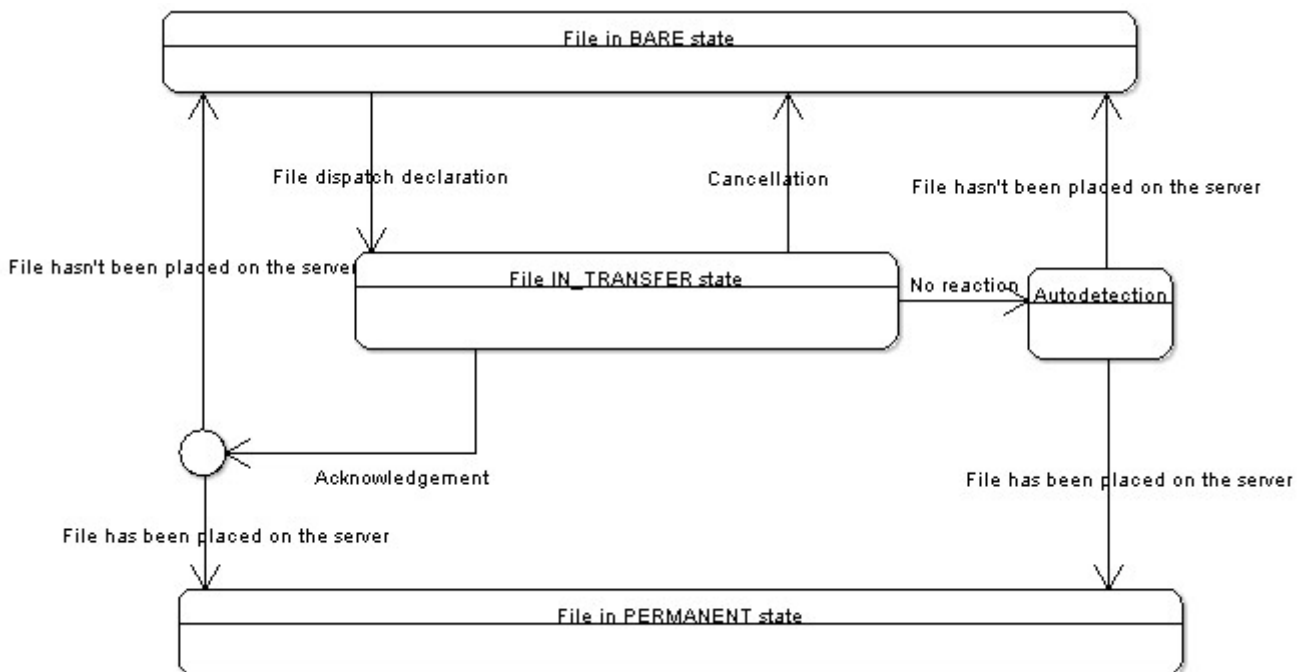 File in BARE state
File dispatch declaration
Cancellation
File hasn't been placed on the server
File hasn't been placed on the server
File IN_TRANSFER state
No reaction
Autodetection
Acknowledgement
File has been placed on the server
File has been placed on the server
File in PERMANENT state